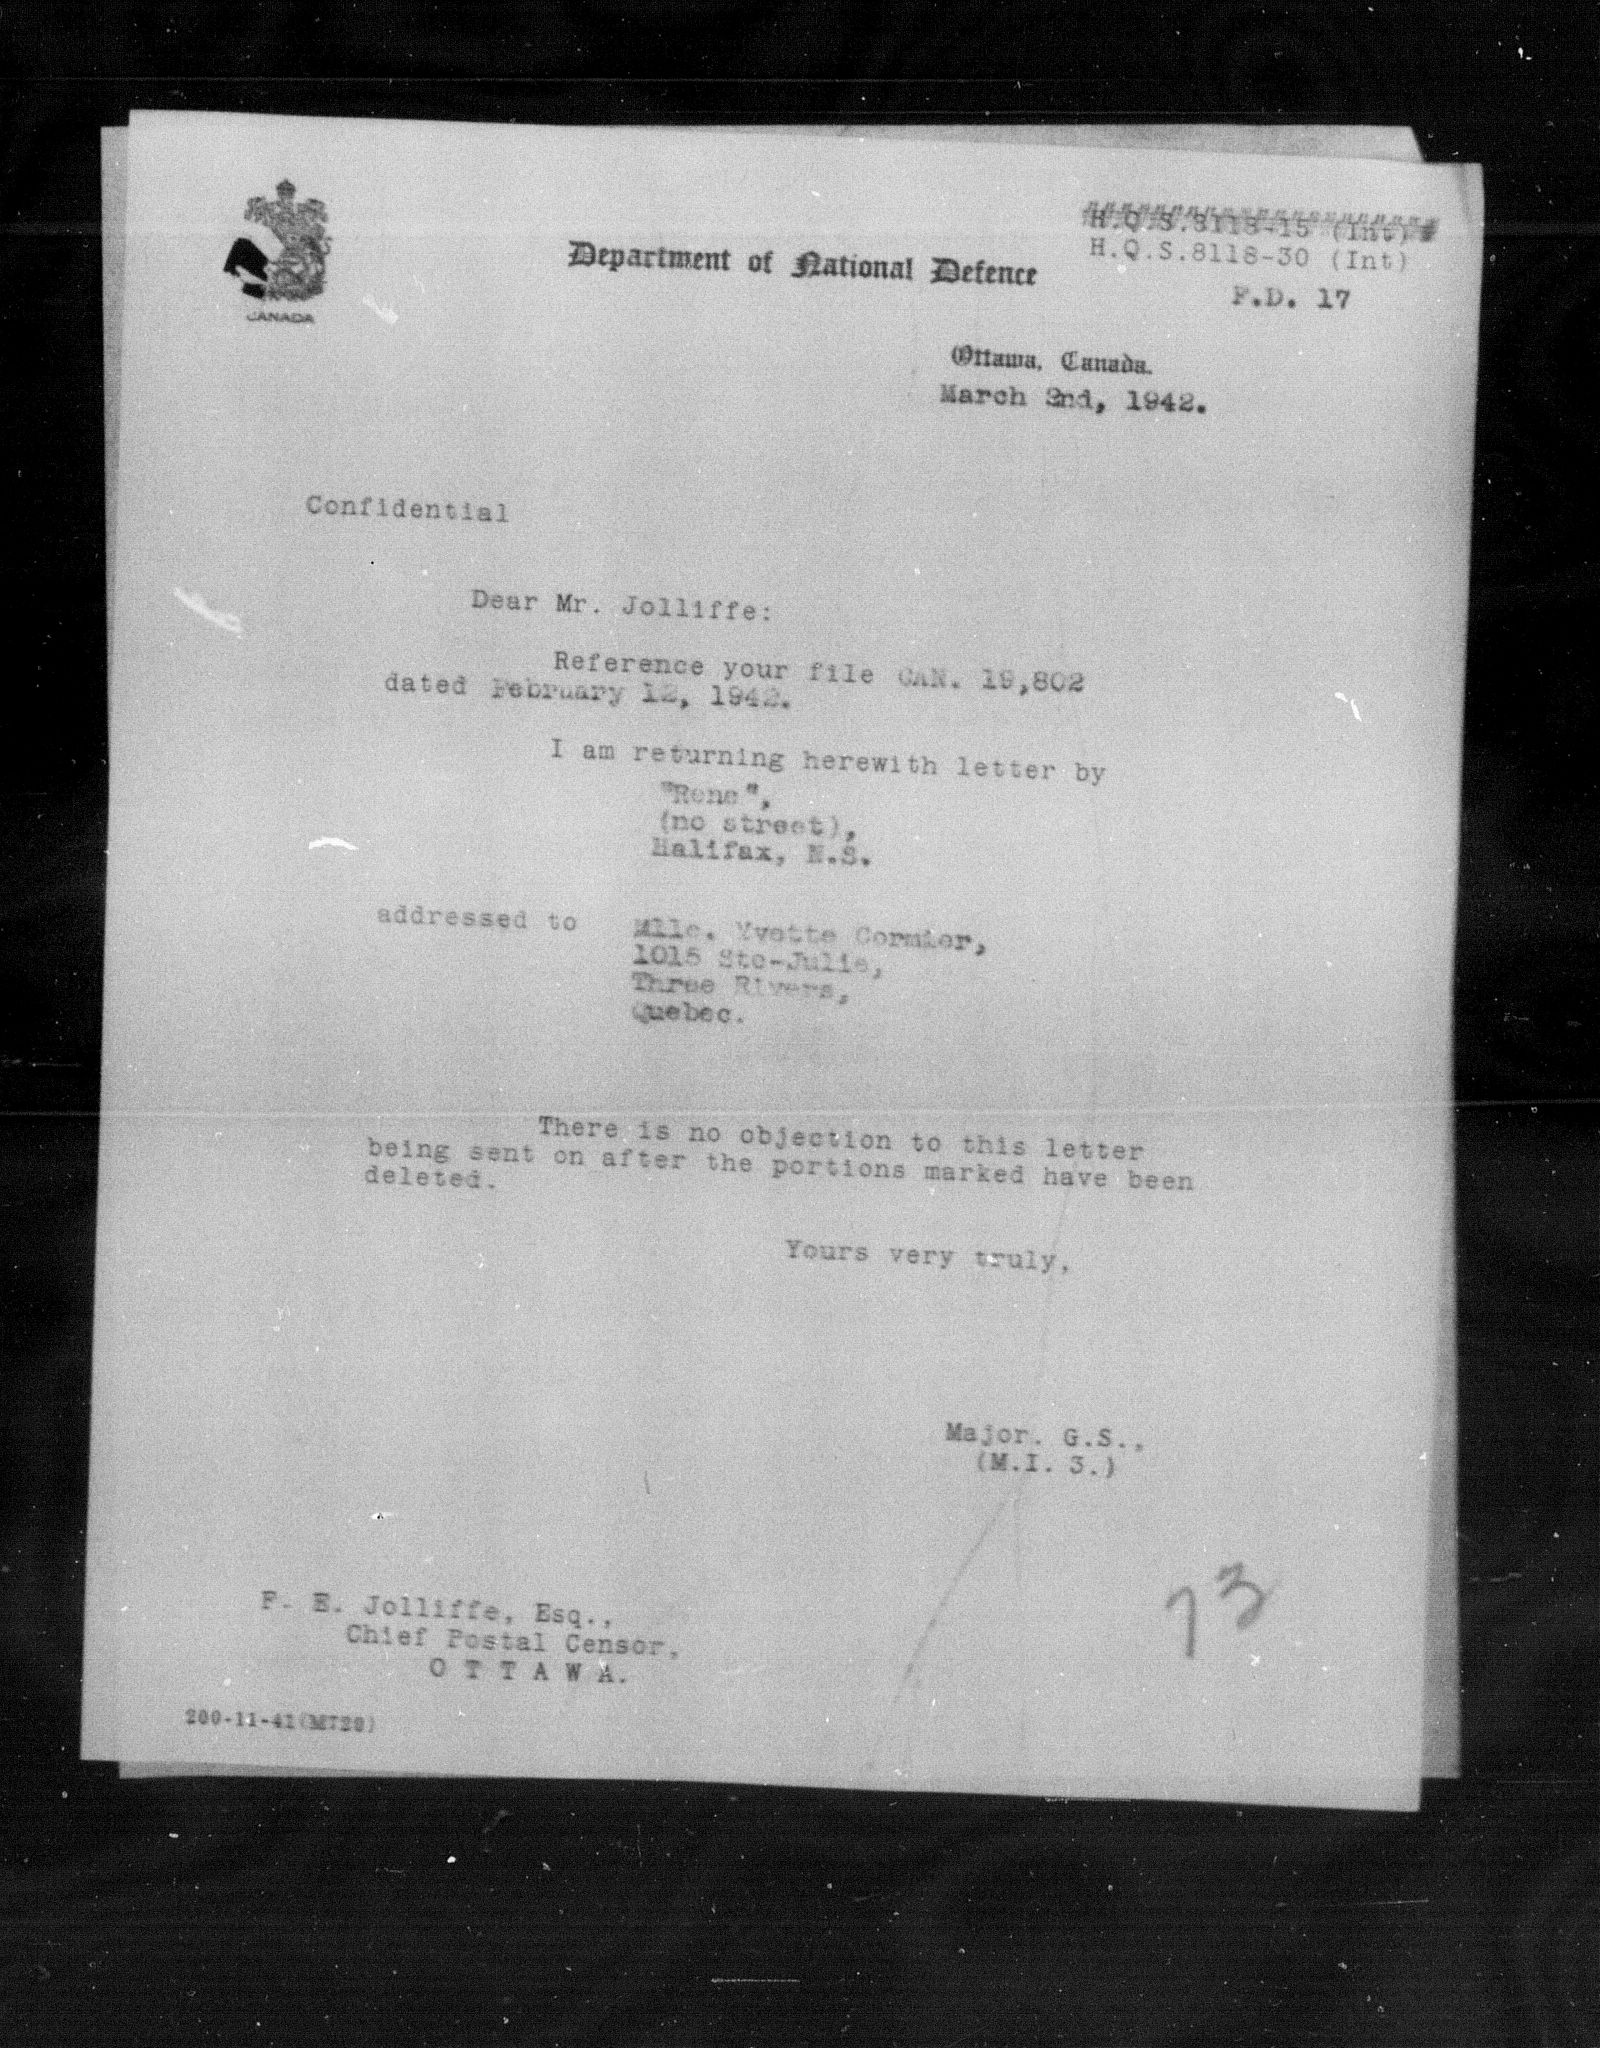 CANADA
Department of National Defence
H.Q.S.8118-15 (Int)
H.Q.S.8118-30 (Int)
F.D. 17
Ottawa, Canada.
March 2nd, 1942.
Confidential
Dear Mr. Jolliffe:
Reference your file CAN. 19,802
dated February 12, 1942.
I am returning herewith letter by
"Rene",
(no street),
Halifax, N.S.
addressed to Mlle. Yvette Cormier,
1015 Ste-Julie,
Three Rivers,
Quebec.
There is no objection to this letter
being sent on after the portions marked have been
deleted.
Yours very truly,
Major. G.S.,
(M.I. 3.)
73
F. E. Jolliffe, Esq.,
Chief Postal Censor,
O T T A W A.
200-11-41(M720)